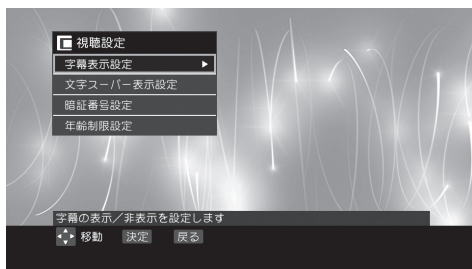 視聴設定
字幕表示設定
文字スーパー表示設定
暗証番号設定
年齢制限設定
字幕の表示／非表示を設定します
移動 決定 戻る